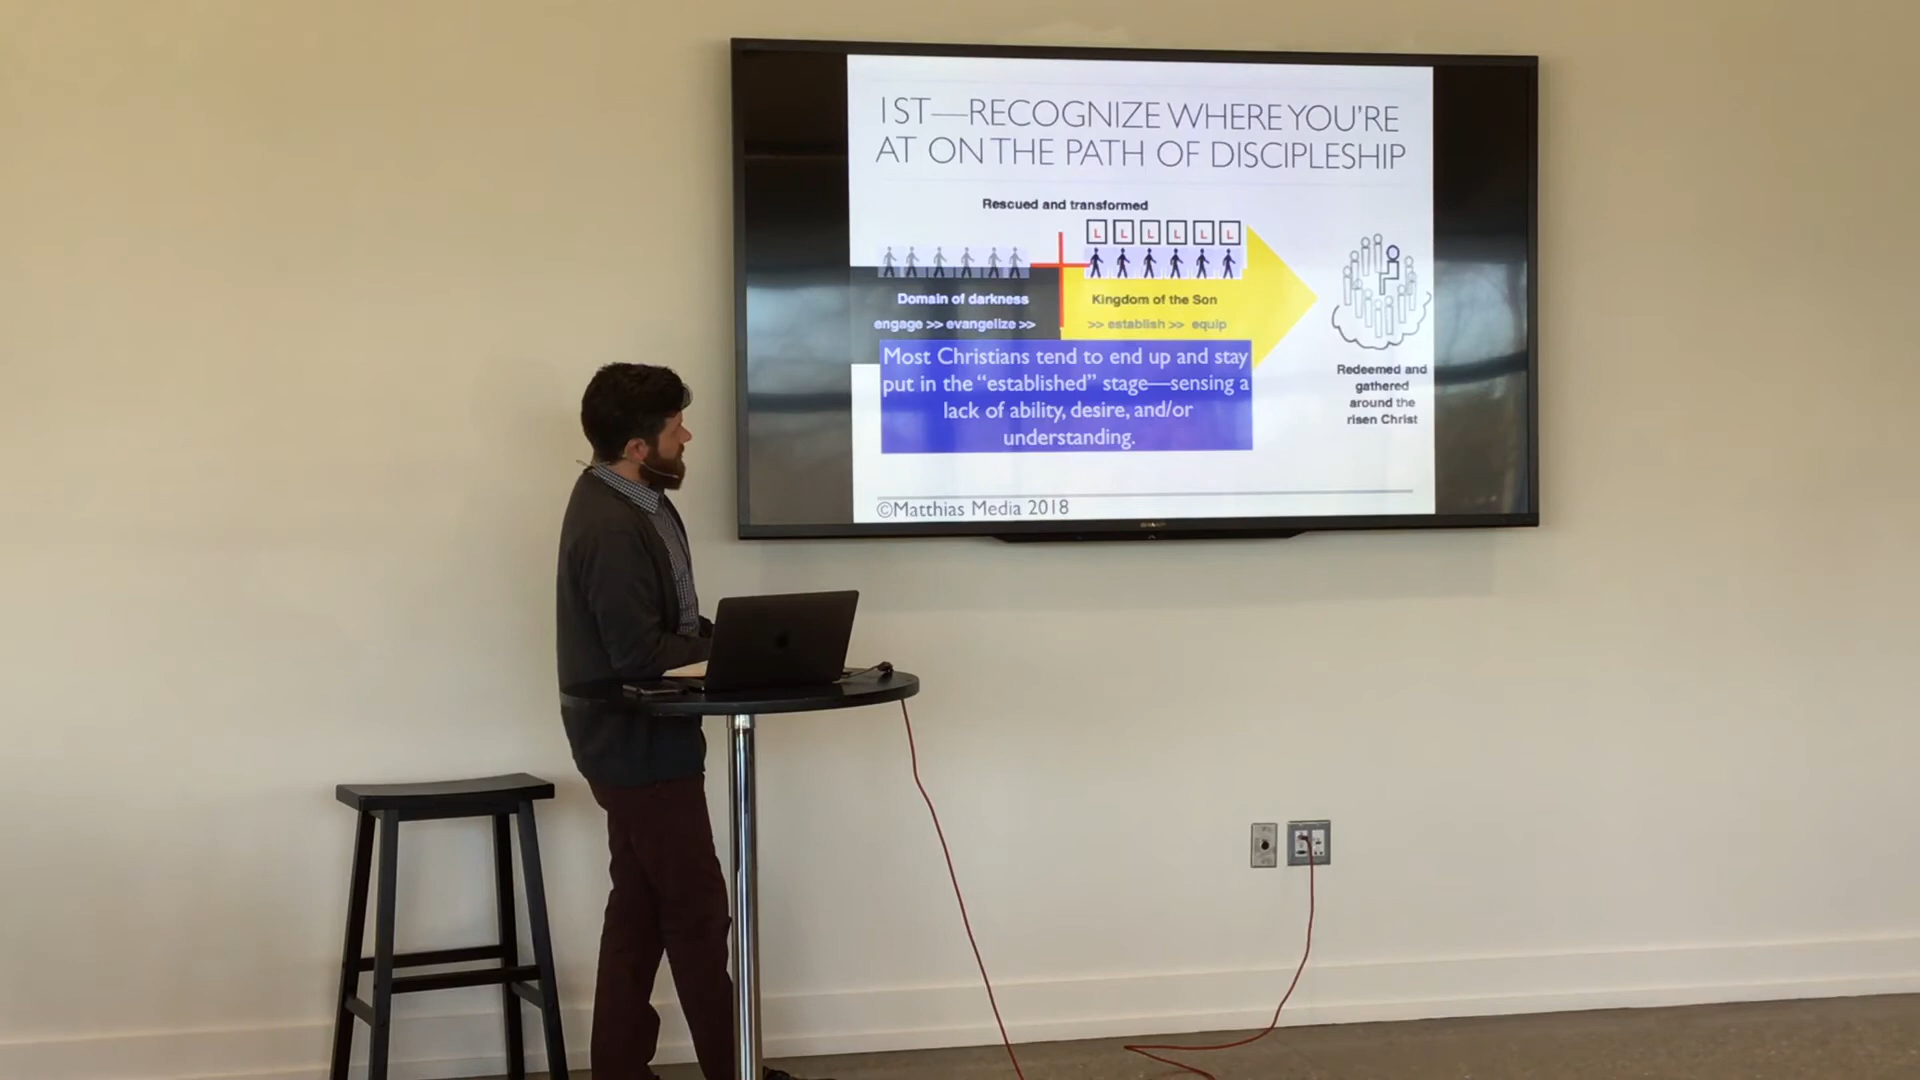 1ST—RECOGNIZE WHERE YOU'RE
AT ON THE PATH OF DISCIPLESHIP
Rescued and transformed
L L L L L L
Domain of darkness
Kingdom of the Son
engage >> evangelize >>
>> establish >> equip
Most Christians tend to end up and stay
put in the “established” stage—sensing a
lack of ability, desire, and/or
understanding.
Redeemed and
gathered
around the
risen Christ
©Matthias Media 2018
SHARP